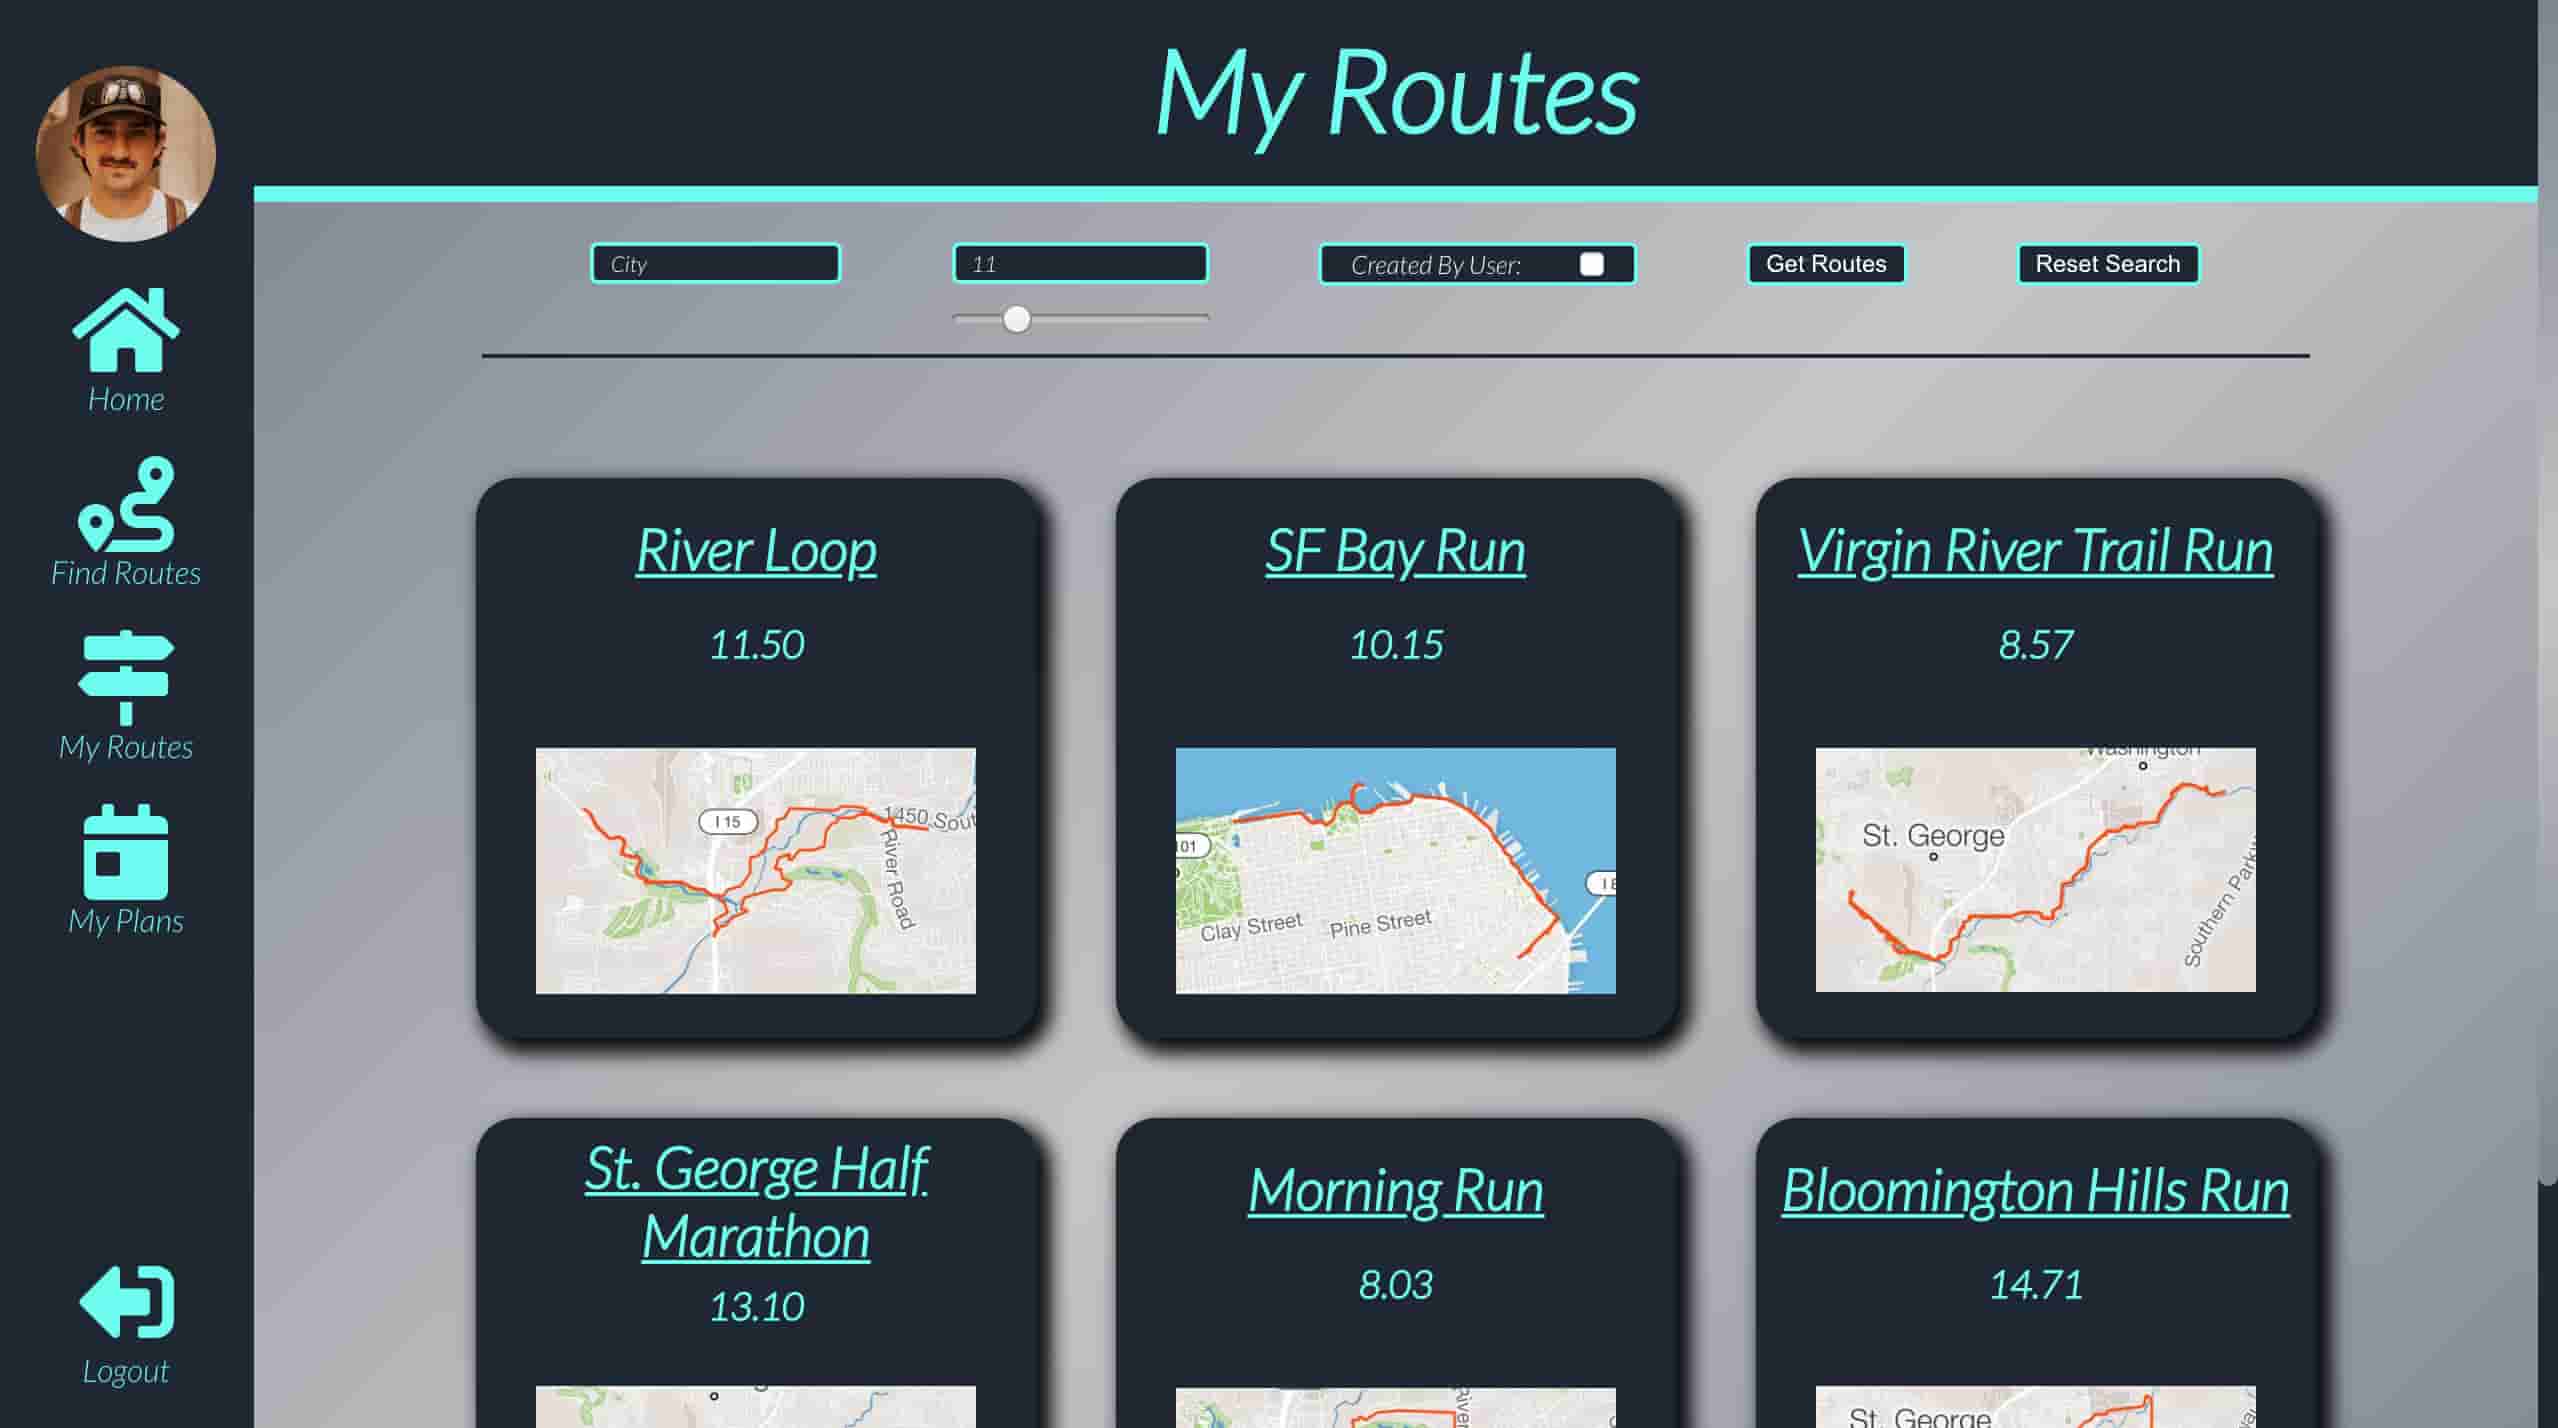 My Routes
City
11
Created By User:
Get Routes
Reset Search
Home
Find Routes
My Routes
My Plans
Logout
River Loop
11.50
I 15
1450 Sout
River Road
SF Bay Run
10.15
101
Clay Street
Pine Street
Virgin River Trail Run
8.57
Washington
St. George
Southern Parkw
St. George Half
Marathon
13.10
Morning Run
8.03
River
Bloomington Hills Run
14.71
St. George